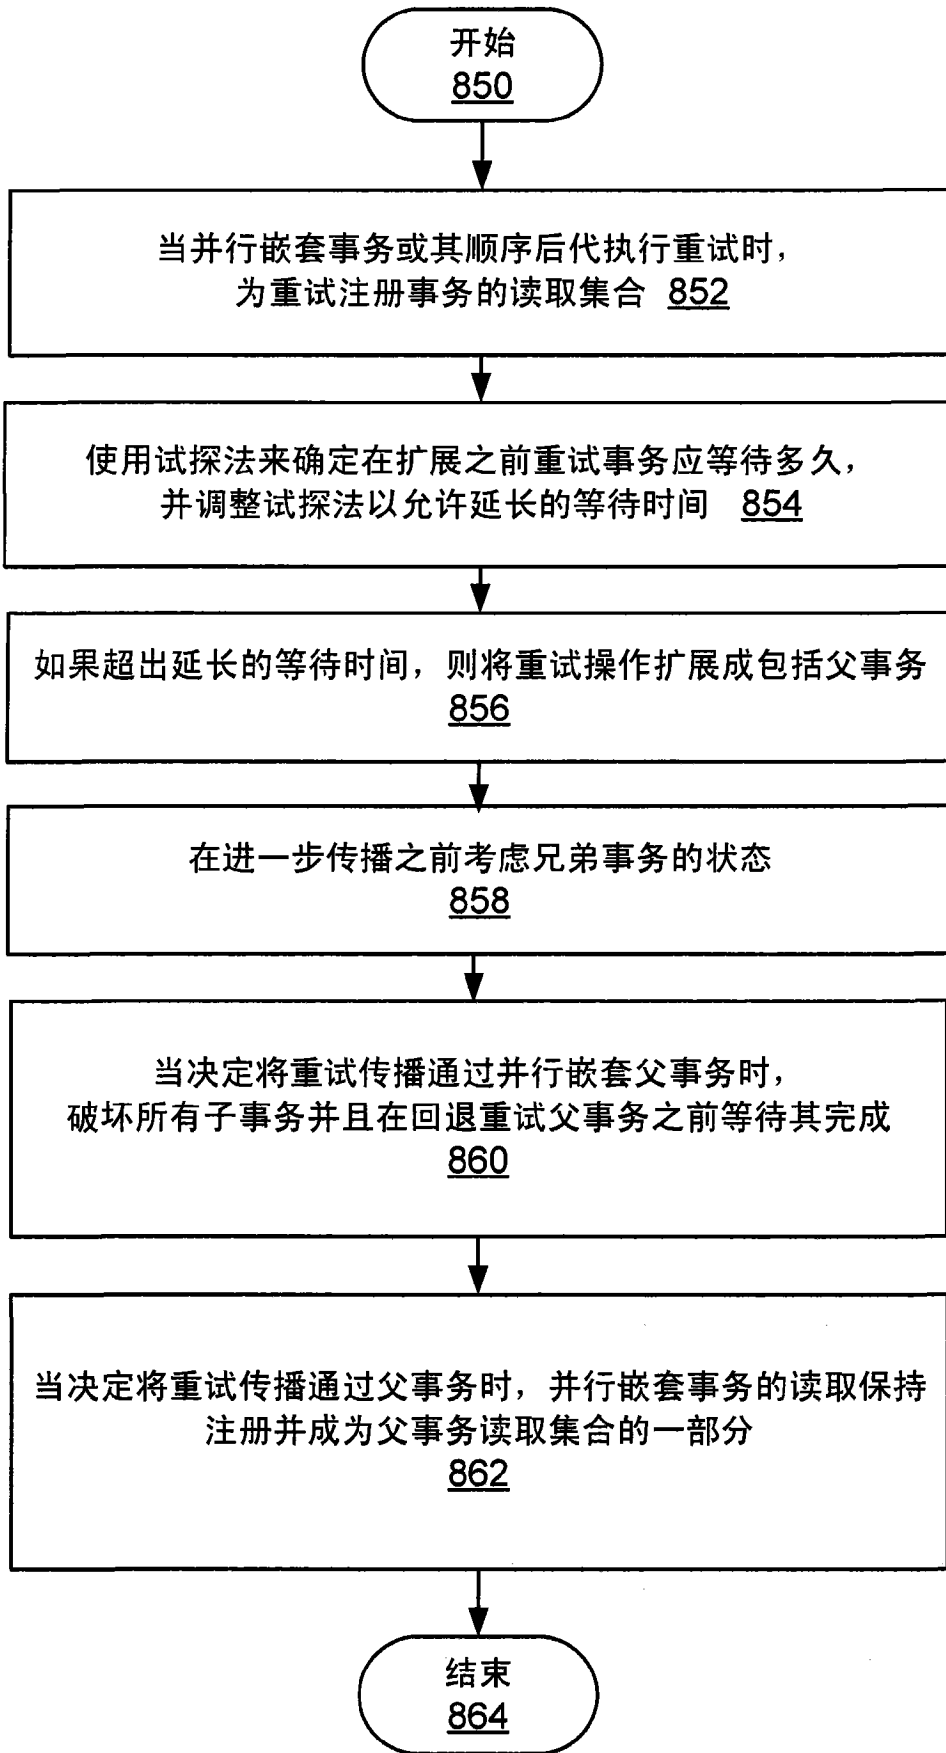 开始
850
当并行嵌套事务或其顺序后代执行重试时，
为重试注册事务的读取集合 852
使用试探法来确定在扩展之前重试事务应等待多久，
并调整试探法以允许延长的等待时间 854
如果超出延长的等待时间，则将重试操作扩展成包括父事务
856
在进一步传播之前考虑兄弟事务的状态
858
当决定将重试传播通过并行嵌套父事务时，
破坏所有子事务并且在回退重试父事务之前等待其完成
860
当决定将重试传播通过父事务时，并行嵌套事务的读取保持
注册并成为父事务读取集合的一部分
862
结束
864